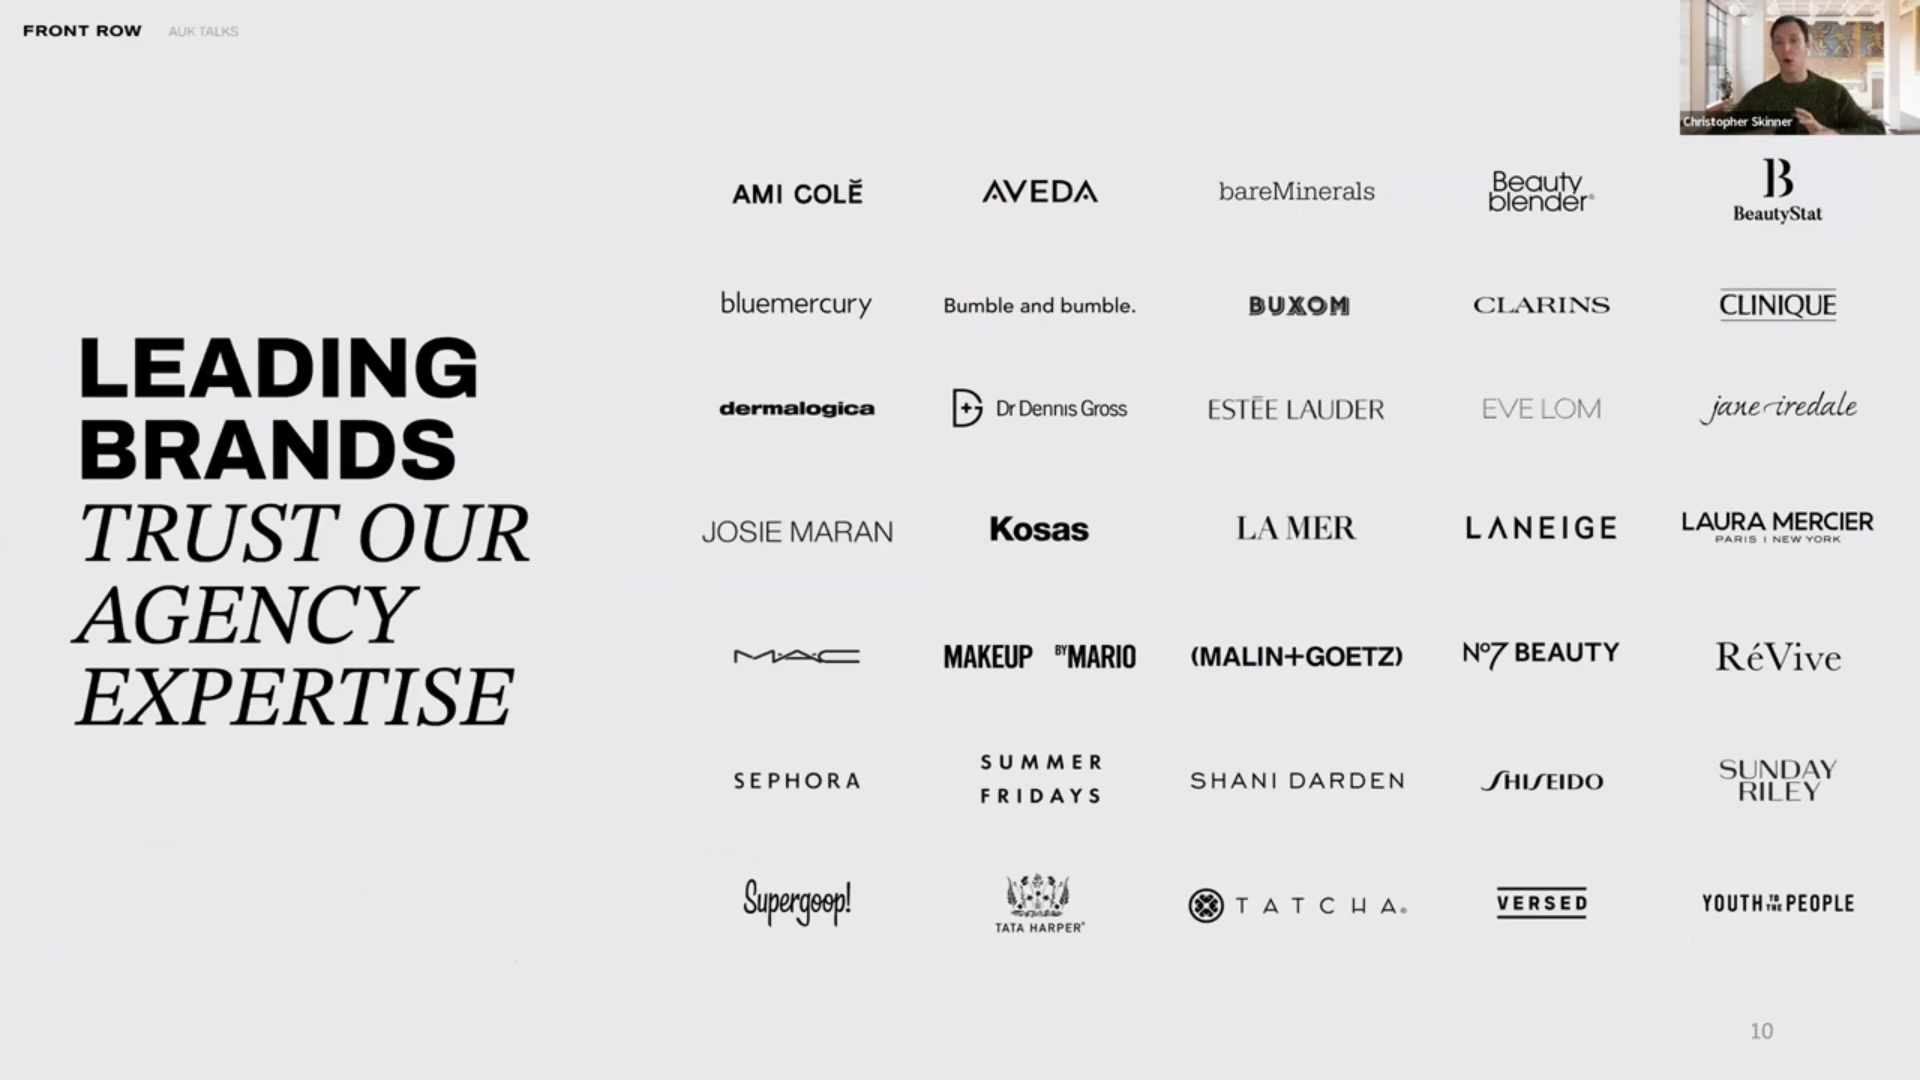 FRONT ROW AUK TALKS
Christopher Skinner
LEADING
BRANDS
TRUST OUR
AGENCY
EXPERTISE
AMI COLĒ
AVEDA
bareMinerals
Beauty
blender®
B
BeautyStat
bluemercury
Bumble and bumble.
BUXOM
CLARINS
CLINIQUE
dermalogica
Dr Dennis Gross
ESTĒE LAUDER
EVE LOM
jane iredale
JOSIE MARAN
Kosas
LA MER
LANEIGE
LAURA MERCIER
PARIS | NEW YORK
MAC
MAKEUP BY MARIO
(MALIN+GOETZ)
Nº7 BEAUTY
RéVive
SEPHORA
SUMMER
FRIDAYS
SHANI DARDEN
SHISEIDO
SUNDAY
RILEY
Supergoop!
TATA HARPER®
TATCHA®
VERSED
YOUTH TO THE PEOPLE
10